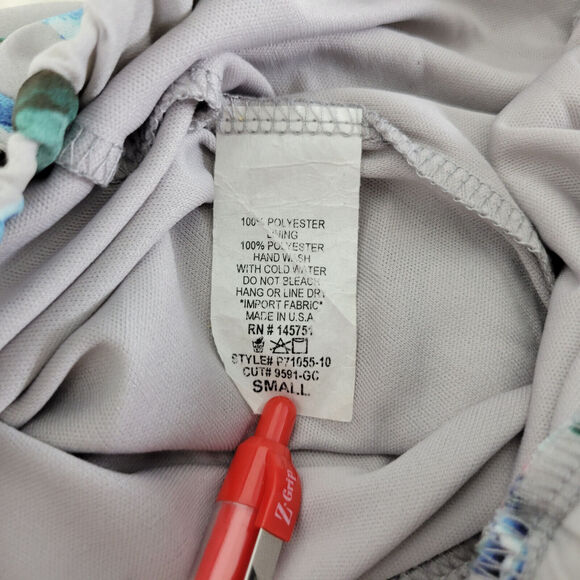 100% POLYESTER
LINING
100% POLYESTER
HAND WASH
WITH COLD WATER
DO NOT BLEACH
HANG OR LINE DRY
*IMPORT FABRIC*
MADE IN U.S.A
RN # 145751
STYLE# P71055-10
CUT# 9591-GC
SMALL
Z-Grip